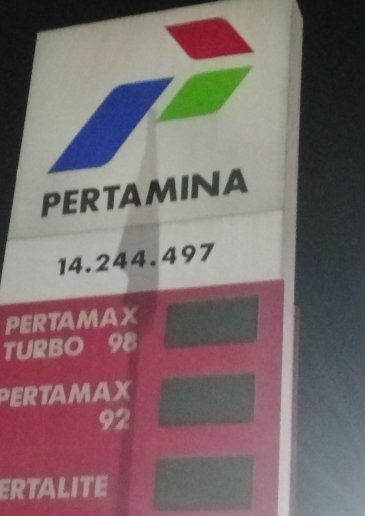 PERTAMINA
14.244.497
PERTAMAX
TURBO 98
PERTAMAX
92
ERTALITE